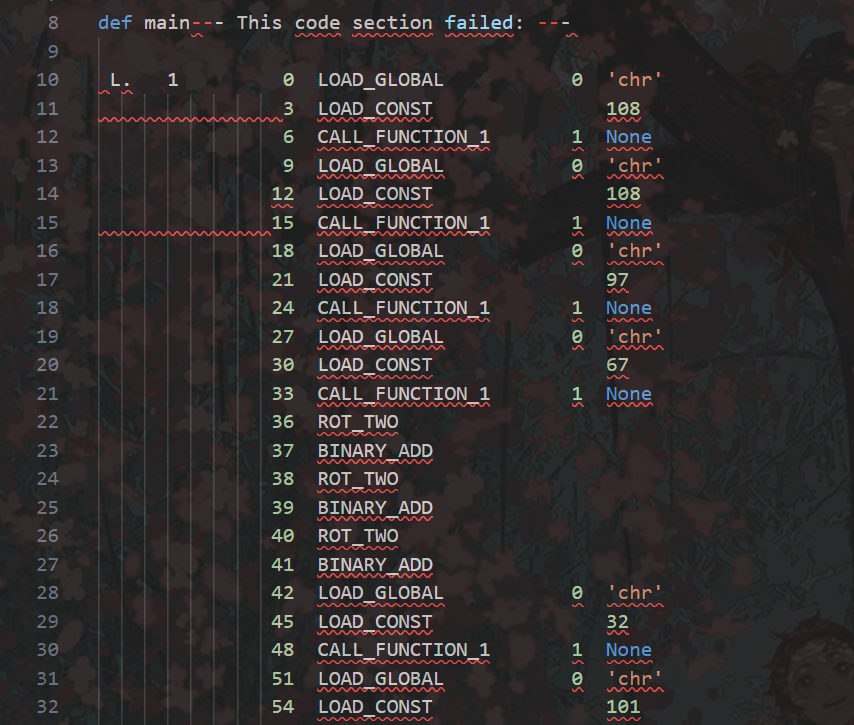 8 def main--- This code section failed: ---
9
10 L. 1 0 LOAD_GLOBAL 0 'chr'
11 3 LOAD_CONST 108
12 6 CALL_FUNCTION_1 1 None
13 9 LOAD_GLOBAL 0 'chr'
14 12 LOAD_CONST 108
15 15 CALL_FUNCTION_1 1 None
16 18 LOAD_GLOBAL 0 'chr'
17 21 LOAD_CONST 97
18 24 CALL_FUNCTION_1 1 None
19 27 LOAD_GLOBAL 0 'chr'
20 30 LOAD_CONST 67
21 33 CALL_FUNCTION_1 1 None
22 36 ROT_TWO
23 37 BINARY_ADD
24 38 ROT_TWO
25 39 BINARY_ADD
26 40 ROT_TWO
27 41 BINARY_ADD
28 42 LOAD_GLOBAL 0 'chr'
29 45 LOAD_CONST 32
30 48 CALL_FUNCTION_1 1 None
31 51 LOAD_GLOBAL 0 'chr'
32 54 LOAD_CONST 101